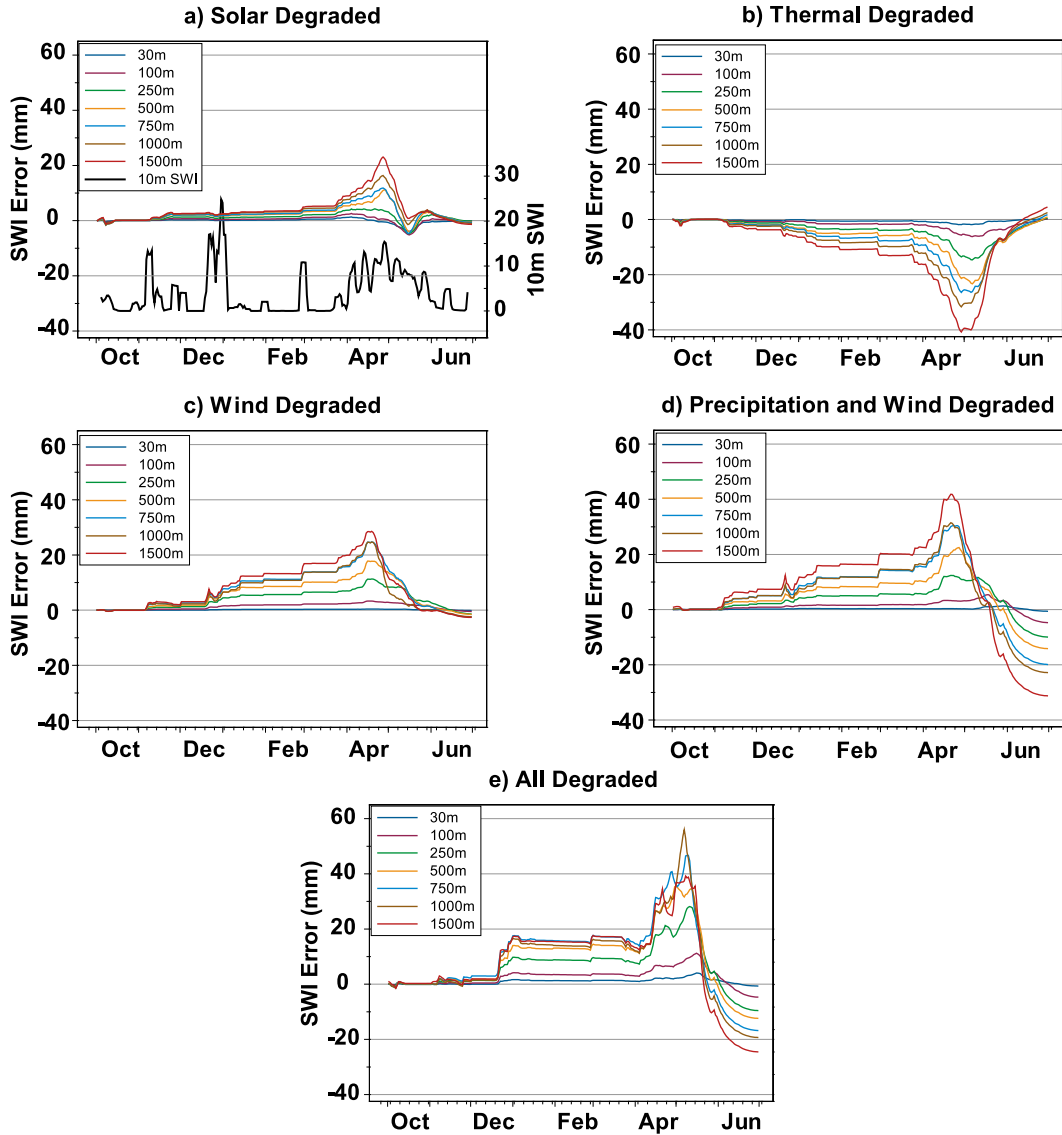 a) Solar Degraded
60
40
20
0
-20
-40
SWI Error (mm)
30m
100m
250m
500m
750m
1000m
1500m
10m SWI
30
20
10
0
10m SWI
Oct Dec Feb Apr Jun
b) Thermal Degraded
60
40
20
0
-20
-40
SWI Error (mm)
30m
100m
250m
500m
750m
1000m
1500m
Oct Dec Feb Apr Jun
c) Wind Degraded
60
40
20
0
-20
-40
SWI Error (mm)
30m
100m
250m
500m
750m
1000m
1500m
Oct Dec Feb Apr Jun
d) Precipitation and Wind Degraded
60
40
20
0
-20
-40
SWI Error (mm)
30m
100m
250m
500m
750m
1000m
1500m
Oct Dec Feb Apr Jun
e) All Degraded
60
40
20
0
-20
-40
SWI Error (mm)
30m
100m
250m
500m
750m
1000m
1500m
Oct Dec Feb Apr Jun